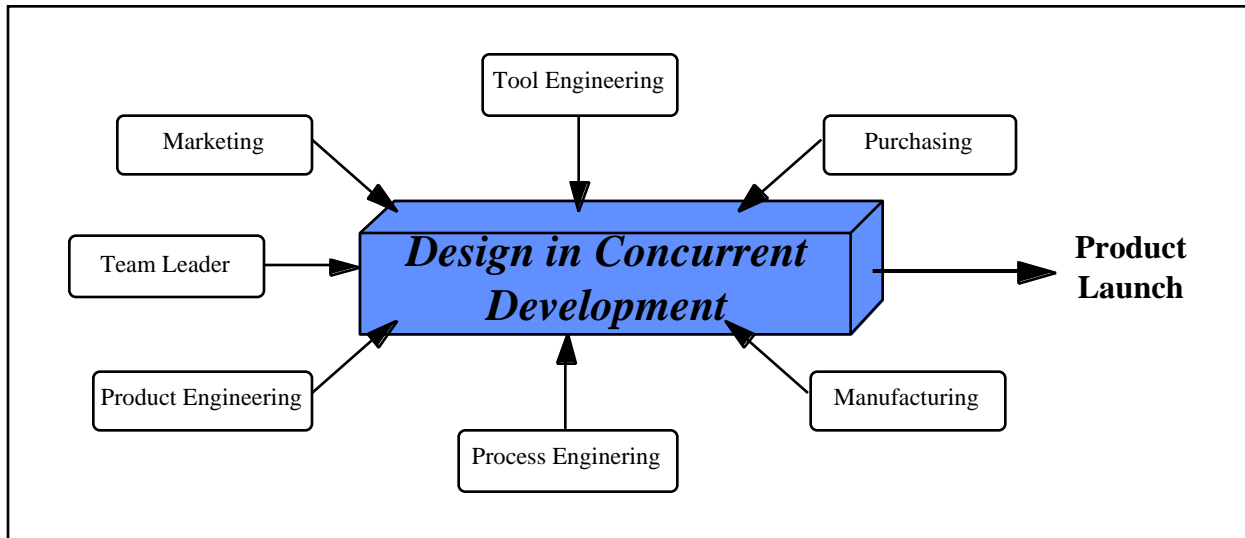 Tool Engineering
Marketing
Purchasing
Team Leader
Design in Concurrent
Development
Product
Launch
Product Engineering
Manufacturing
Process Enginering